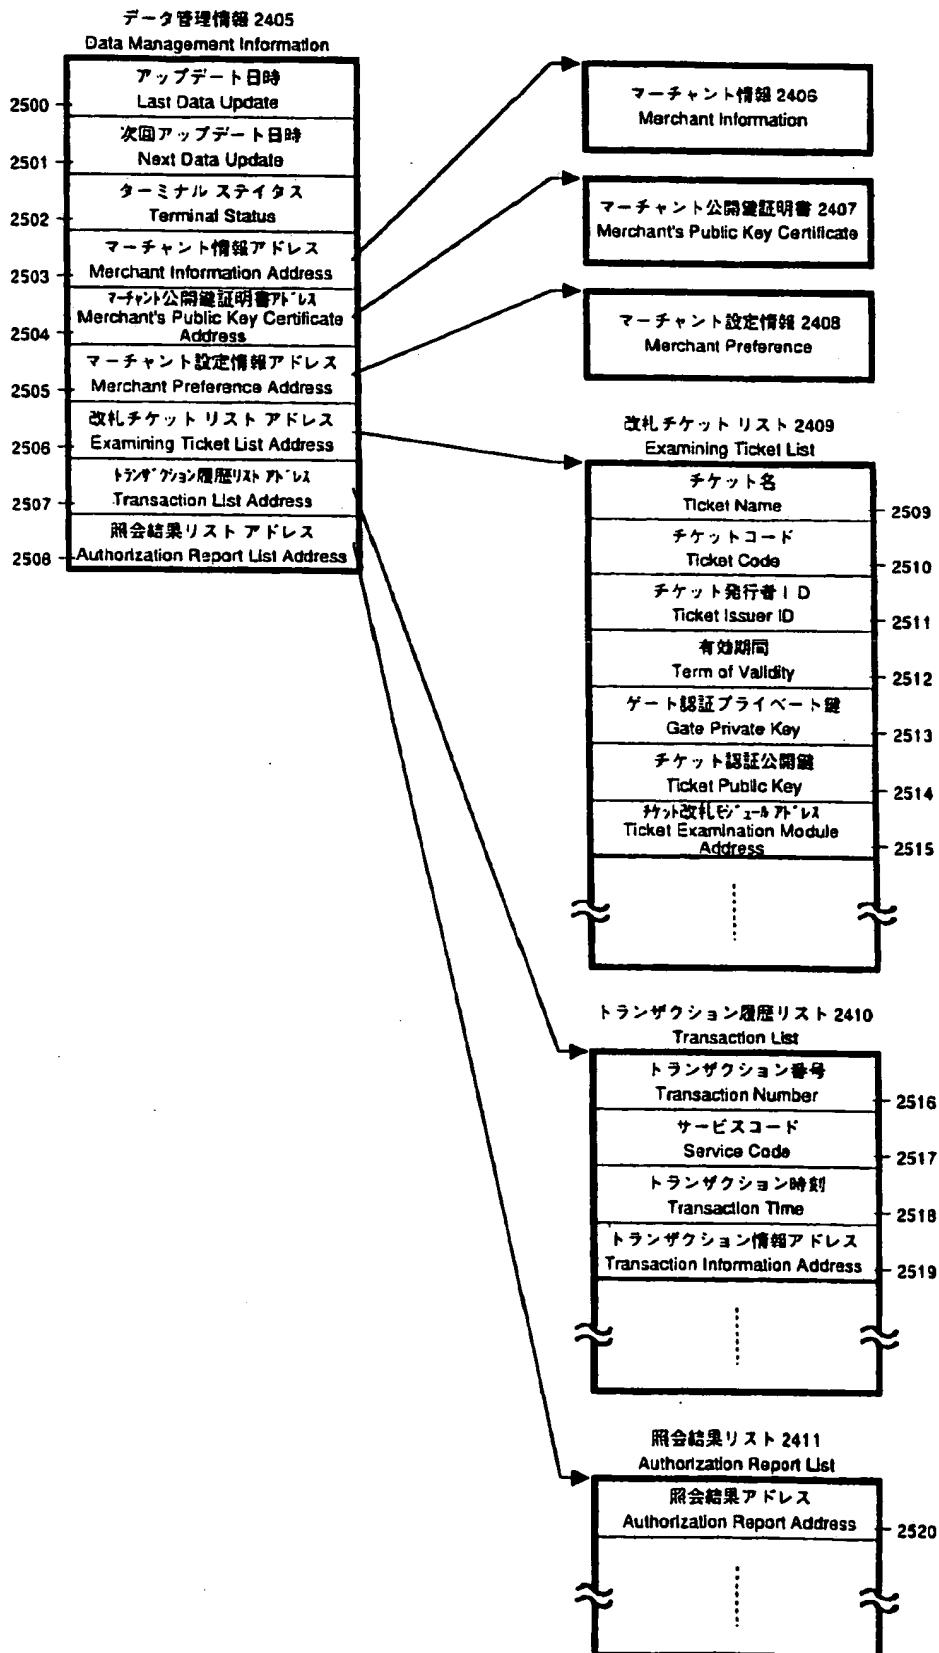 データ管理情報 2405
Data Management Information
アップデート日時
Last Data Update
2500
次回アップデート日時
Next Data Update
2501
ターミナル ステイタス
Terminal Status
2502
マーチャント情報アドレス
Merchant Information Address
2503
マーチャント公開鍵証明書アドレス
Merchant's Public Key Certificate
Address
2504
マーチャント設定情報アドレス
Merchant Preference Address
2505
改札チケット リスト アドレス
Examining Ticket List Address
2506
トランザクション履歴リスト アドレス
Transaction List Address
2507
照会結果リスト アドレス
Authorization Report List Address
2508
マーチャント情報 2406
Merchant Information
マーチャント公開鍵証明書 2407
Merchant's Public Key Certificate
マーチャント設定情報 2408
Merchant Preference
改札チケット リスト 2409
Examining Ticket List
チケット名
Ticket Name
2509
チケットコード
Ticket Code
2510
チケット発行者ID
Ticket Issuer ID
2511
有効期間
Term of Validity
2512
ゲート認証プライベート鍵
Gate Private Key
2513
チケット認証公開鍵
Ticket Public Key
2514
チケット改札モジュール アドレス
Ticket Examination Module
Address
2515
トランザクション履歴リスト 2410
Transaction List
トランザクション番号
Transaction Number
2516
サービスコード
Service Code
2517
トランザクション時刻
Transaction Time
2518
トランザクション情報アドレス
Transaction Information Address
2519
照会結果リスト 2411
Authorization Report List
照会結果アドレス
Authorization Report Address
2520